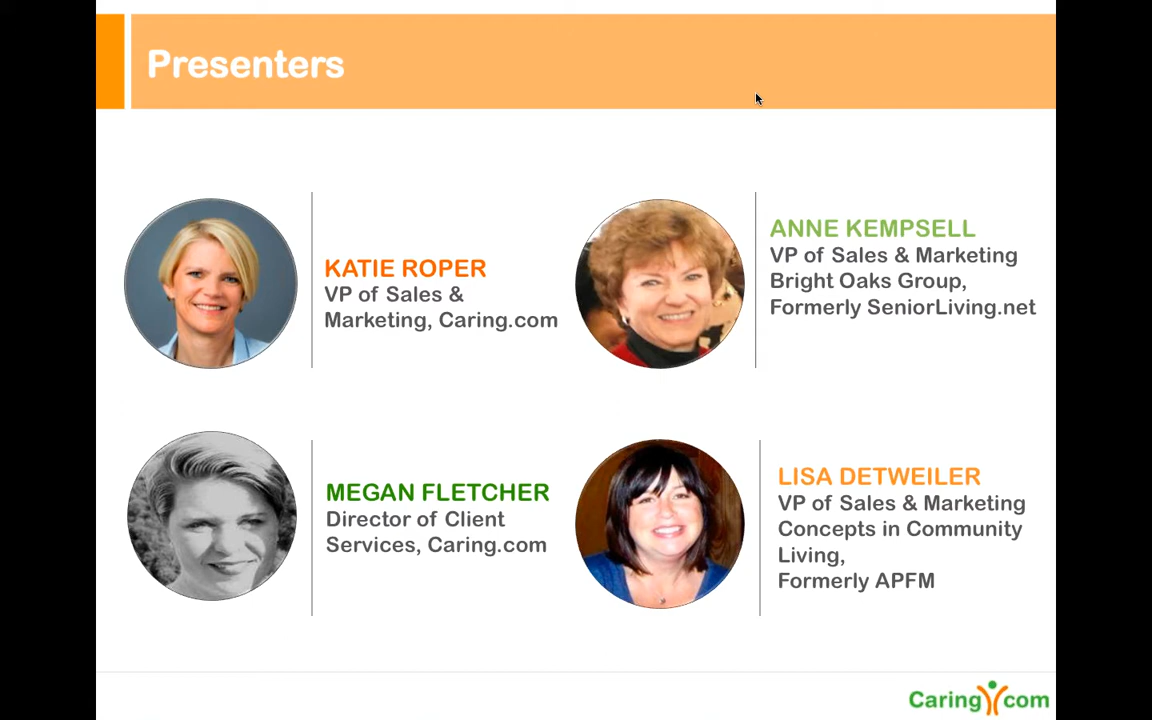 Presenters
KATIE ROPER
VP of Sales &
Marketing, Caring.com
ANNE KEMPSELL
VP of Sales & Marketing
Bright Oaks Group,
Formerly SeniorLiving.net
MEGAN FLETCHER
Director of Client
Services, Caring.com
LISA DETWEILER
VP of Sales & Marketing
Concepts in Community
Living,
Formerly APFM
Caring com